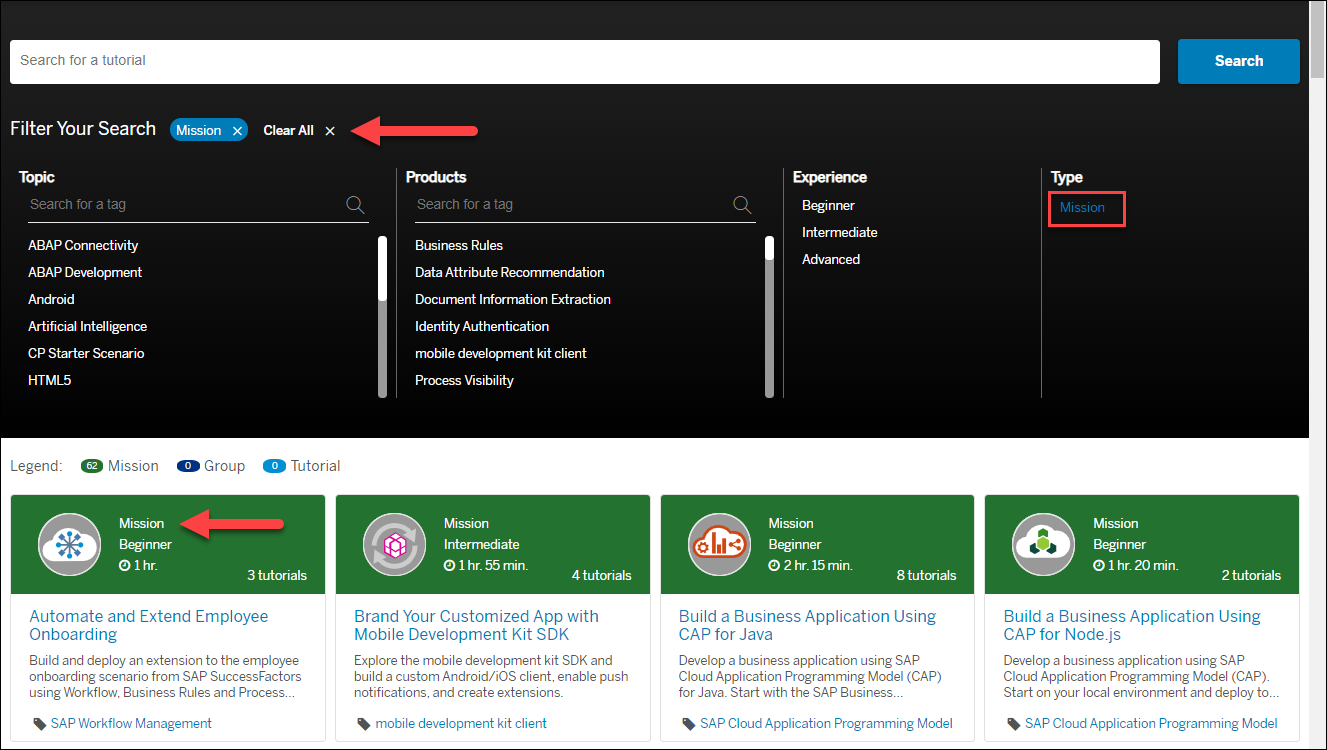 Search for a tutorial
Search
Filter Your Search
Mission ×
Clear All ×
Topic
Search for a tag
ABAP Connectivity
ABAP Development
Android
Artificial Intelligence
CP Starter Scenario
HTML5
Products
Search for a tag
Business Rules
Data Attribute Recommendation
Document Information Extraction
Identity Authentication
mobile development kit client
Process Visibility
Experience
Beginner
Intermediate
Advanced
Type
Mission
Legend: 62 Mission 0 Group 0 Tutorial
Mission
Beginner
1 hr.
3 tutorials
Automate and Extend Employee
Onboarding
Build and deploy an extension to the employee
onboarding scenario from SAP SuccessFactors
using Workflow, Business Rules and Process...
SAP Workflow Management
Mission
Intermediate
1 hr. 55 min.
4 tutorials
Brand Your Customized App with
Mobile Development Kit SDK
Explore the mobile development kit SDK and
build a custom Android/iOS client, enable push
notifications, and create extensions.
mobile development kit client
Mission
Beginner
2 hr. 15 min.
8 tutorials
Build a Business Application Using
CAP for Java
Develop a business application using SAP
Cloud Application Programming Model (CAP)
for Java. Start with the SAP Business...
SAP Cloud Application Programming Model
Mission
Beginner
1 hr. 20 min.
2 tutorials
Build a Business Application Using
CAP for Node.js
Develop a business application using SAP
Cloud Application Programming Model (CAP).
Start on your local environment and deploy to...
SAP Cloud Application Programming Model